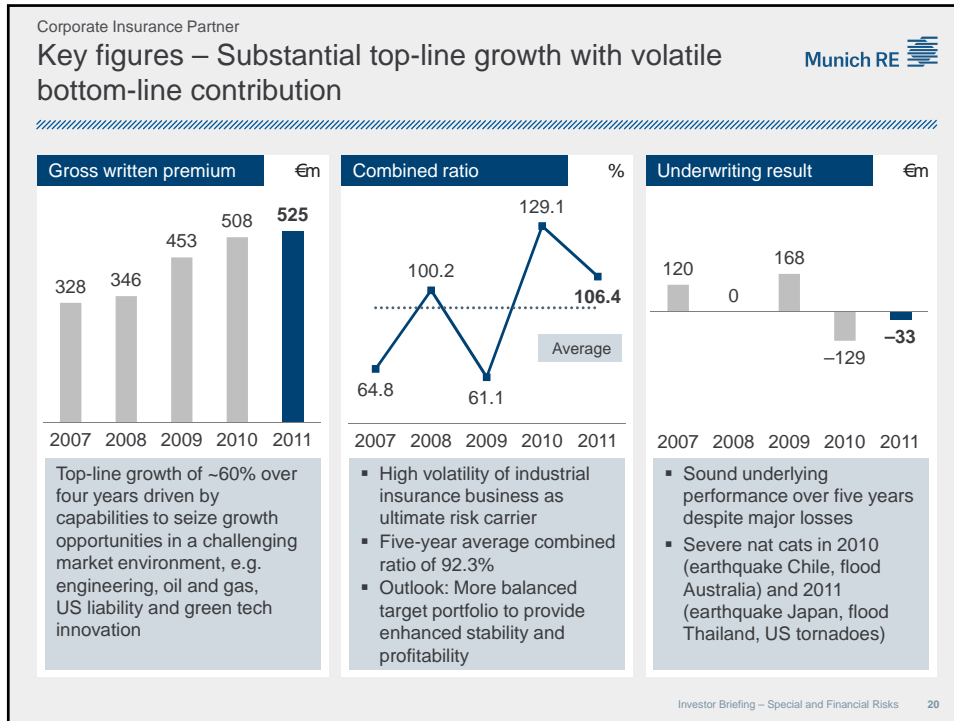 Corporate Insurance Partner
Key figures – Substantial top-line growth with volatile
bottom-line contribution
Munich RE
Gross written premium €m
328 346 453 508 525
2007 2008 2009 2010 2011
Top-line growth of ~60% over
four years driven by
capabilities to seize growth
opportunities in a challenging
market environment, e.g.
engineering, oil and gas,
US liability and green tech
innovation
Combined ratio %
64.8 100.2 61.1 129.1 106.4
Average
2007 2008 2009 2010 2011
▪ High volatility of industrial
insurance business as
ultimate risk carrier
▪ Five-year average combined
ratio of 92.3%
▪ Outlook: More balanced
target portfolio to provide
enhanced stability and
profitability
Underwriting result €m
120 0 168 –129 –33
2007 2008 2009 2010 2011
▪ Sound underlying
performance over five years
despite major losses
▪ Severe nat cats in 2010
(earthquake Chile, flood
Australia) and 2011
(earthquake Japan, flood
Thailand, US tornadoes)
Investor Briefing – Special and Financial Risks 20